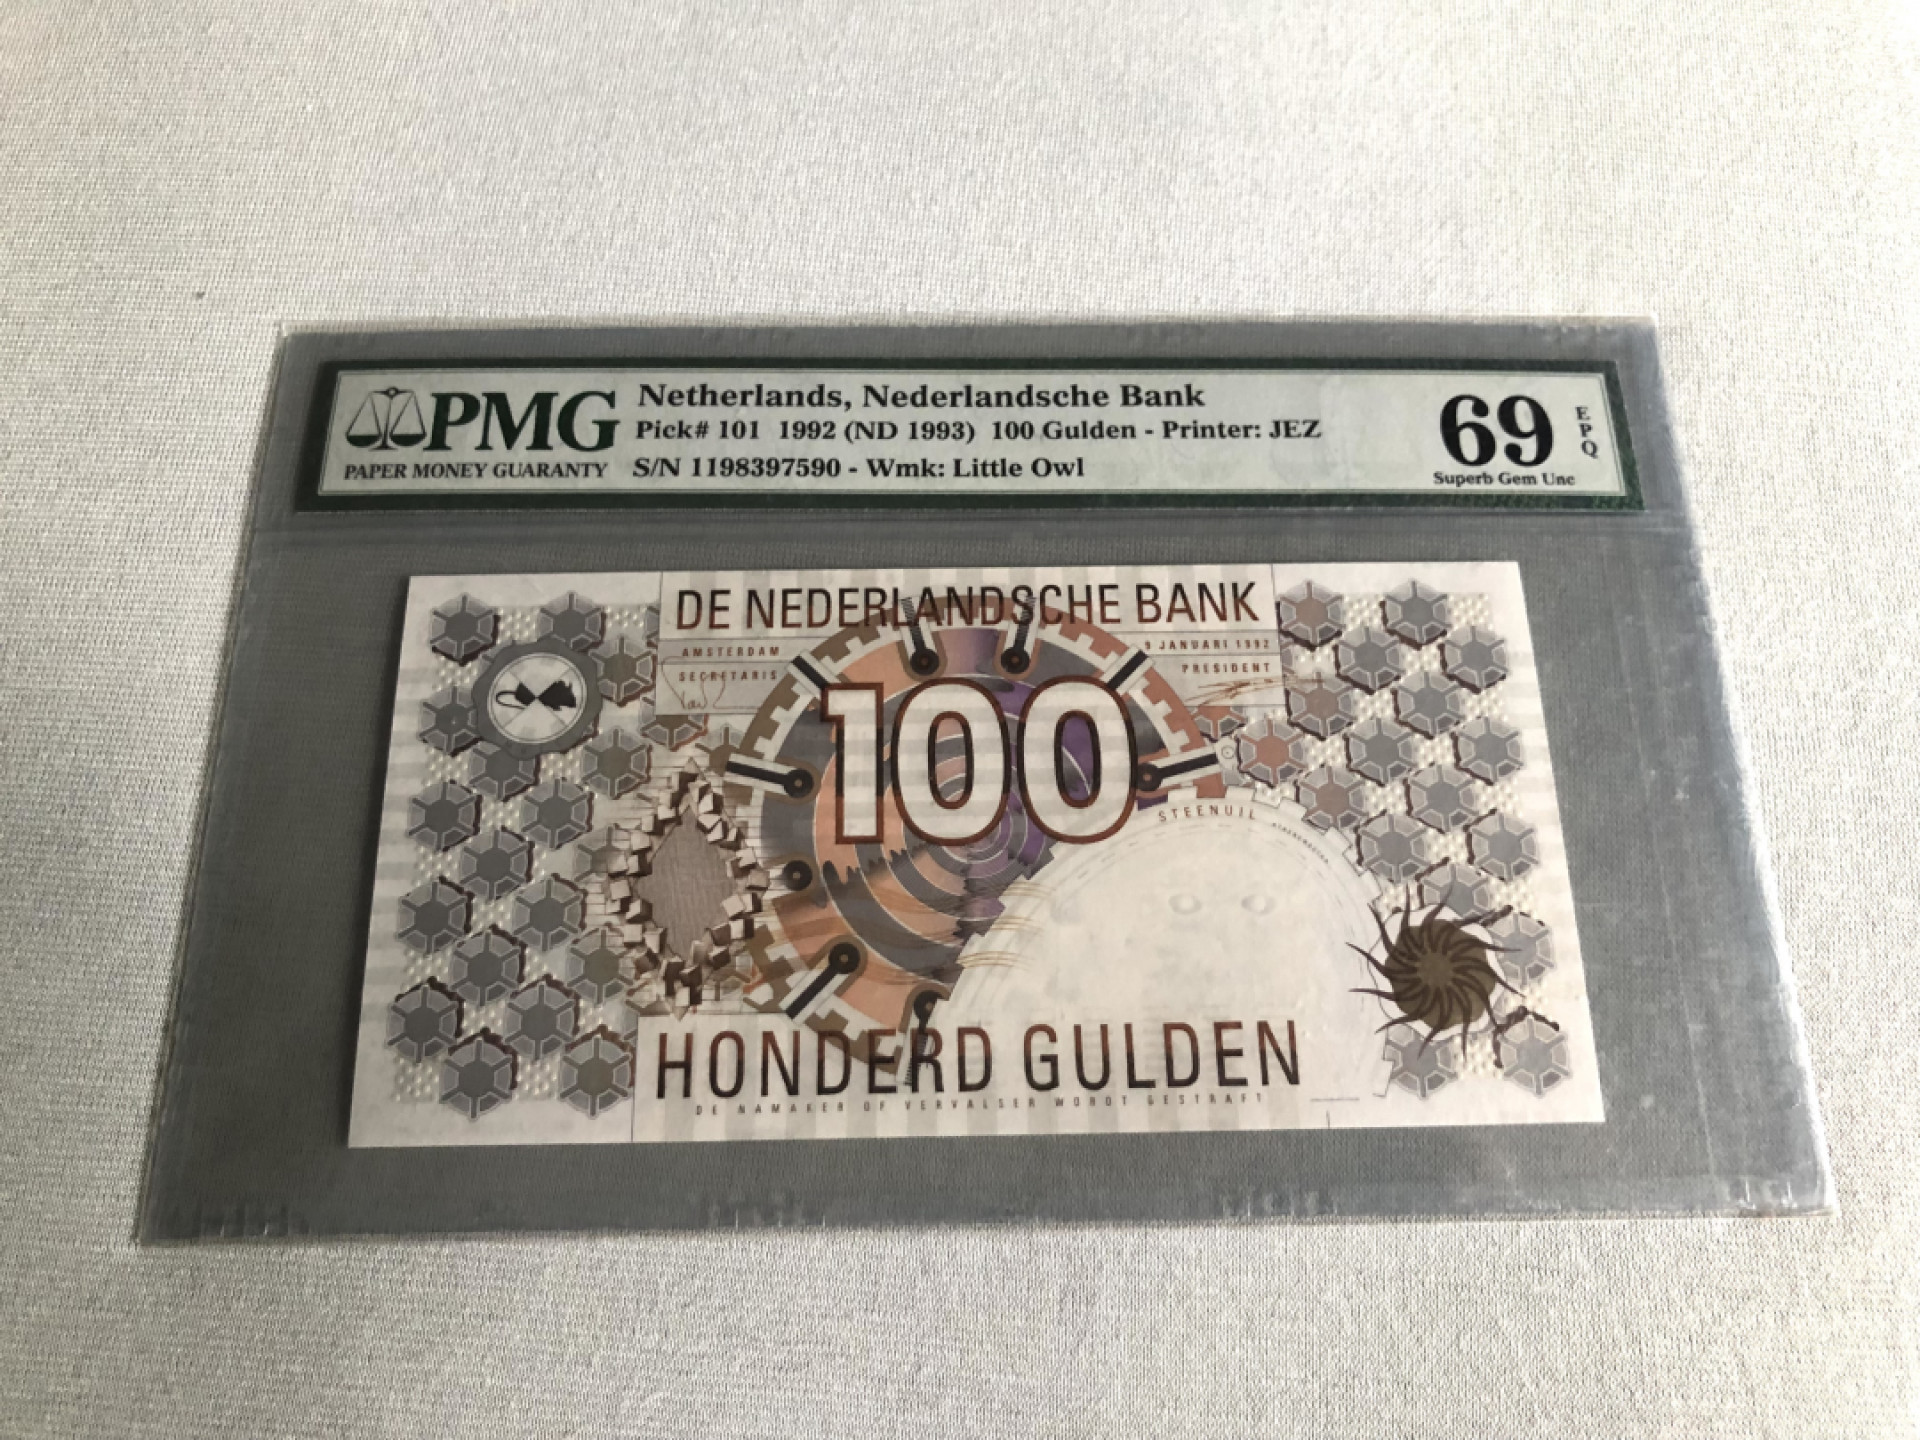 PMG
PAPER MONEY GUARANTY
Netherlands, Nederlandsche Bank
Pick# 101 1992 (ND 1993) 100 Gulden - Printer: JEZ
S/N 1198397590 - Wmk: Little Owl
69
EPQ
Superb Gem Unc
DE NEDERLANDSCHE BANK
AMSTERDAM
9 JANUARI 1992
SECRETARIS
PRESIDENT
100
STEENUIL
HONDERD GULDEN
DE NAMAKER OF VERVALSER WORDT GESTRAFT